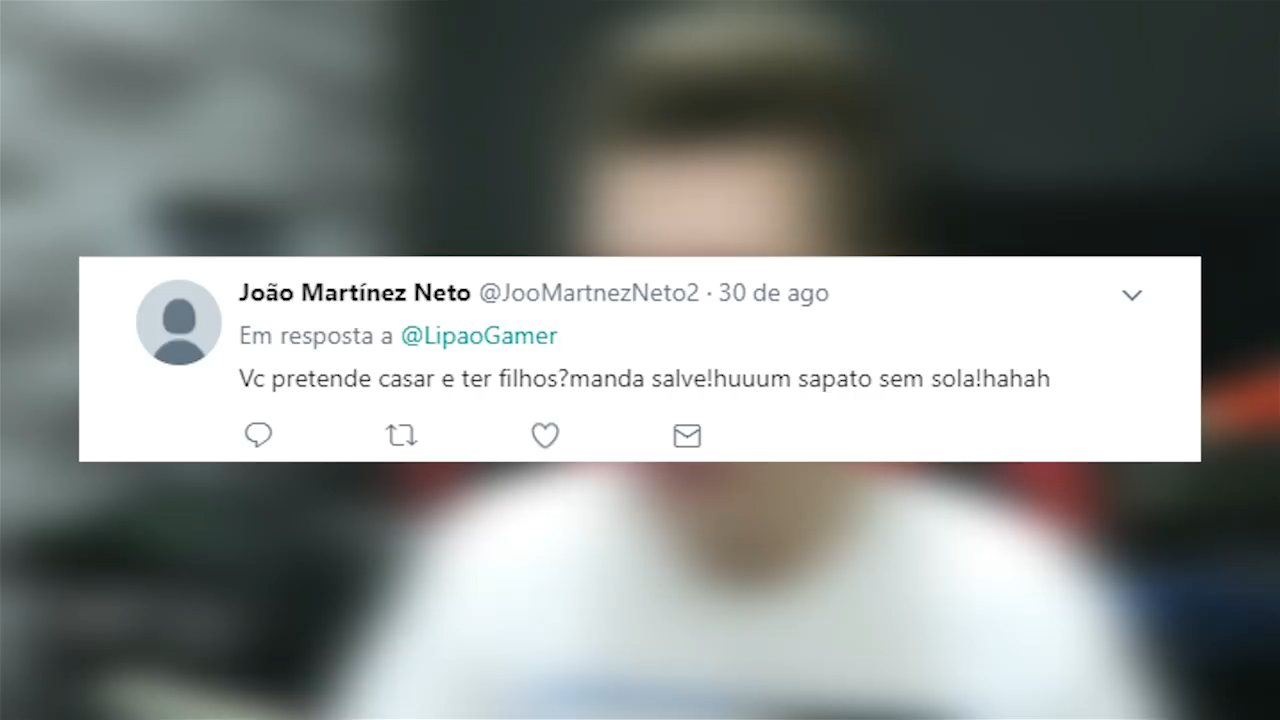 João Martínez Neto @JooMartnezNeto2 · 30 de ago
Em resposta a @LipaoGamer
Vc pretende casar e ter filhos?manda salve!huuum sapato sem sola!hahah